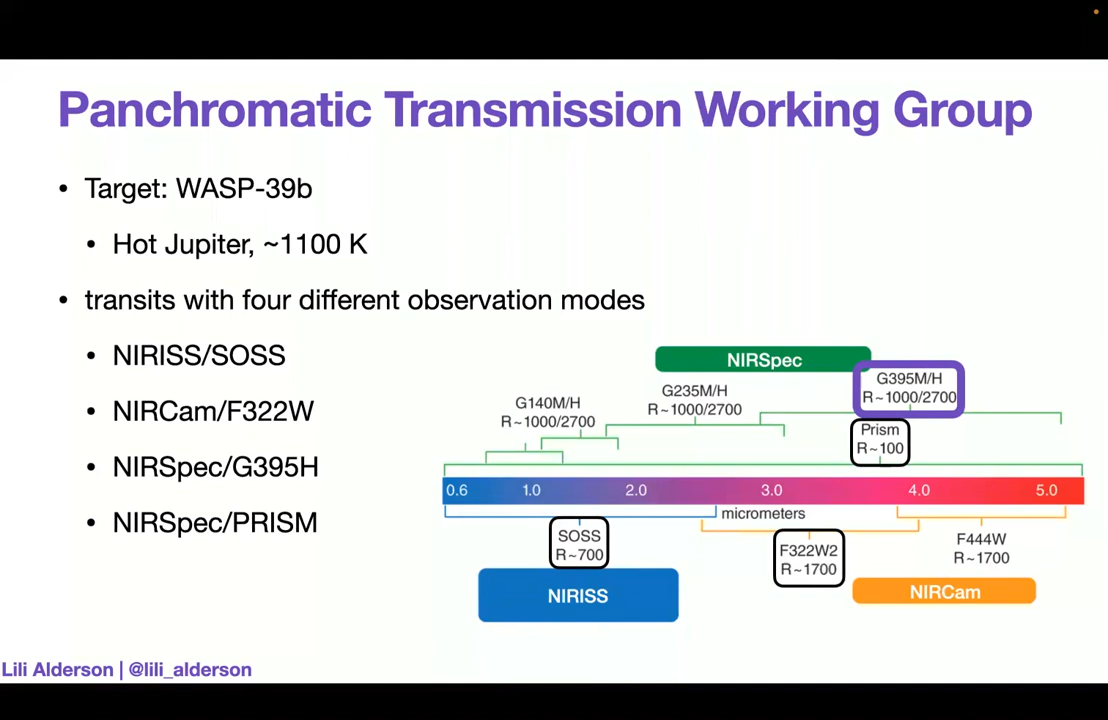 Panchromatic Transmission Working Group
• Target: WASP-39b
• Hot Jupiter, ~1100 K
• transits with four different observation modes
• NIRISS/SOSS
• NIRCam/F322W
• NIRSpec/G395H
• NIRSpec/PRISM
NIRSpec
G395M/H
R~1000/2700
G235M/H
R~1000/2700
G140M/H
R~1000/2700
Prism
R~100
0.6 1.0 2.0 3.0 4.0 5.0
micrometers
SOSS
R~700
F322W2
R~1700
F444W
R~1700
NIRISS
NIRCam
Lili Alderson | @lili_alderson